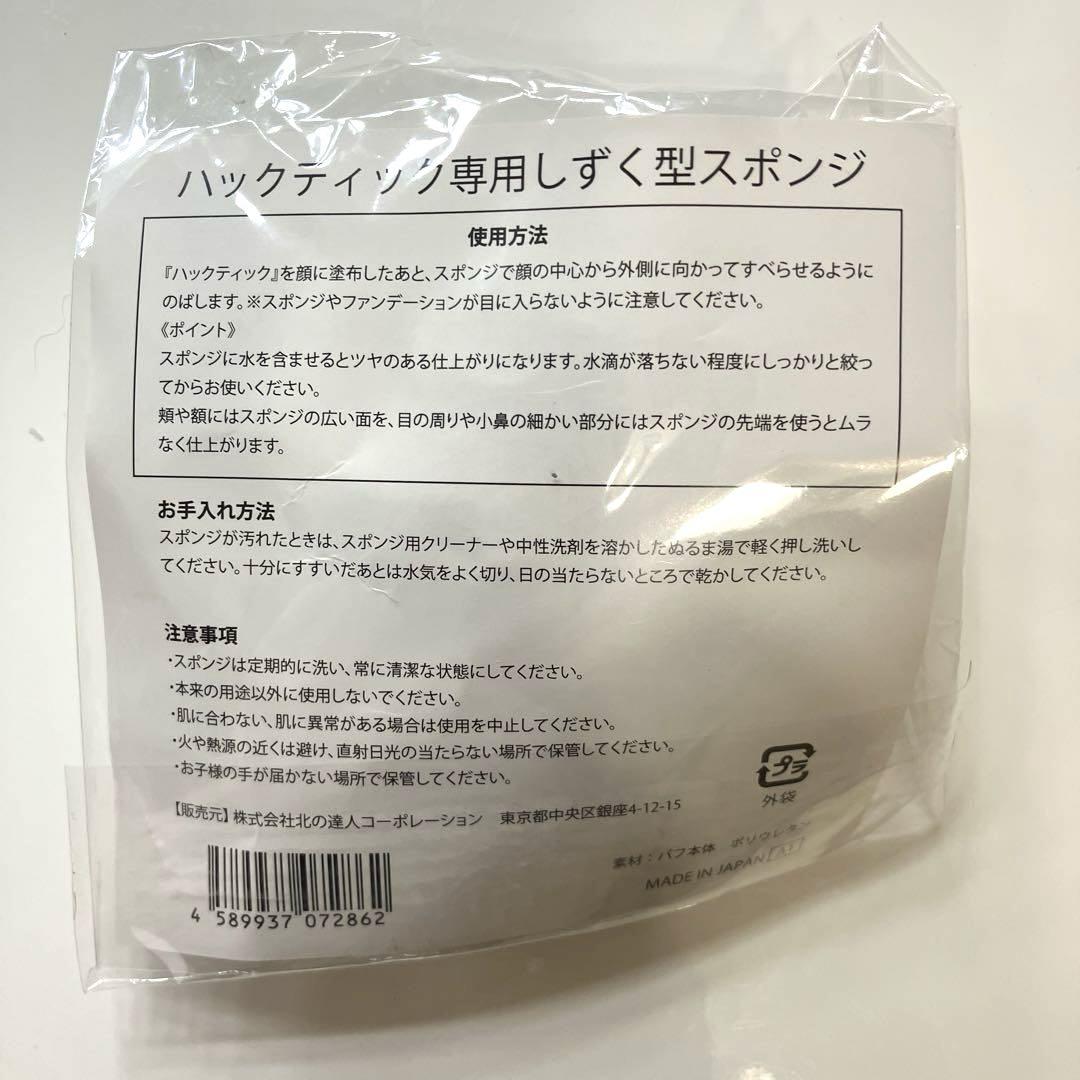 ハックティック専用しずく型スポンジ
使用方法
『ハックティック』を顔に塗布したあと、スポンジで顔の中心から外側に向かってすべらせるように
のばします。※スポンジやファンデーションが目に入らないように注意してください。
《ポイント》
スポンジに水を含ませるとツヤのある仕上がりになります。水滴が落ちない程度にしっかりと絞っ
てからお使いください。
頬や額にはスポンジの広い面を、目の周りや小鼻の細かい部分にはスポンジの先端を使うとムラ
なく仕上がります。
お手入れ方法
スポンジが汚れたときは、スポンジ用クリーナーや中性洗剤を溶かしたぬるま湯で軽く押し洗いし
てください。十分にすすいだあとは水気をよく切り、日の当たらないところで乾かしてください。
注意事項
・スポンジは定期的に洗い、常に清潔な状態にしてください。
・本来の用途以外に使用しないでください。
・肌に合わない、肌に異常がある場合は使用を中止してください。
・火や熱源の近くは避け、直射日光の当たらない場所で保管してください。
・お子様の手が届かない場所で保管してください。
プラ
外袋
【販売元】株式会社北の達人コーポレーション　東京都中央区銀座4-12-15
素材：パフ本体　ポリウレタン
MADE IN JAPAN
4 589937 072862